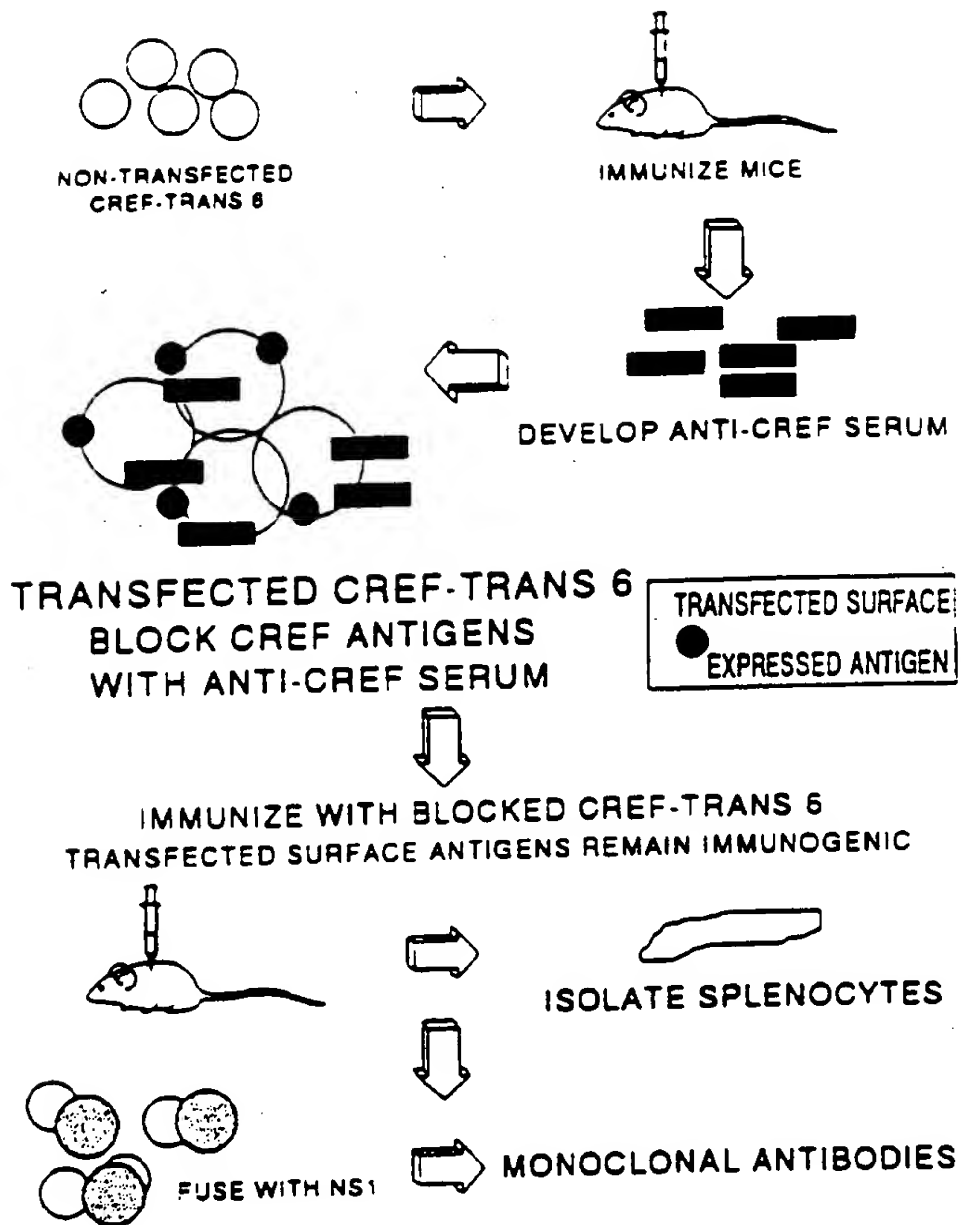 NON-TRANSFECTED
CREF-TRANS 6
IMMUNIZE MICE
DEVELOP ANTI-CREF SERUM
TRANSFECTED CREF-TRANS 6
BLOCK CREF ANTIGENS
WITH ANTI-CREF SERUM
TRANSFECTED SURFACE
EXPRESSED ANTIGEN
IMMUNIZE WITH BLOCKED CREF-TRANS 6
TRANSFECTED SURFACE ANTIGENS REMAIN IMMUNOGENIC
ISOLATE SPLENOCYTES
FUSE WITH NS1
MONOCLONAL ANTIBODIES